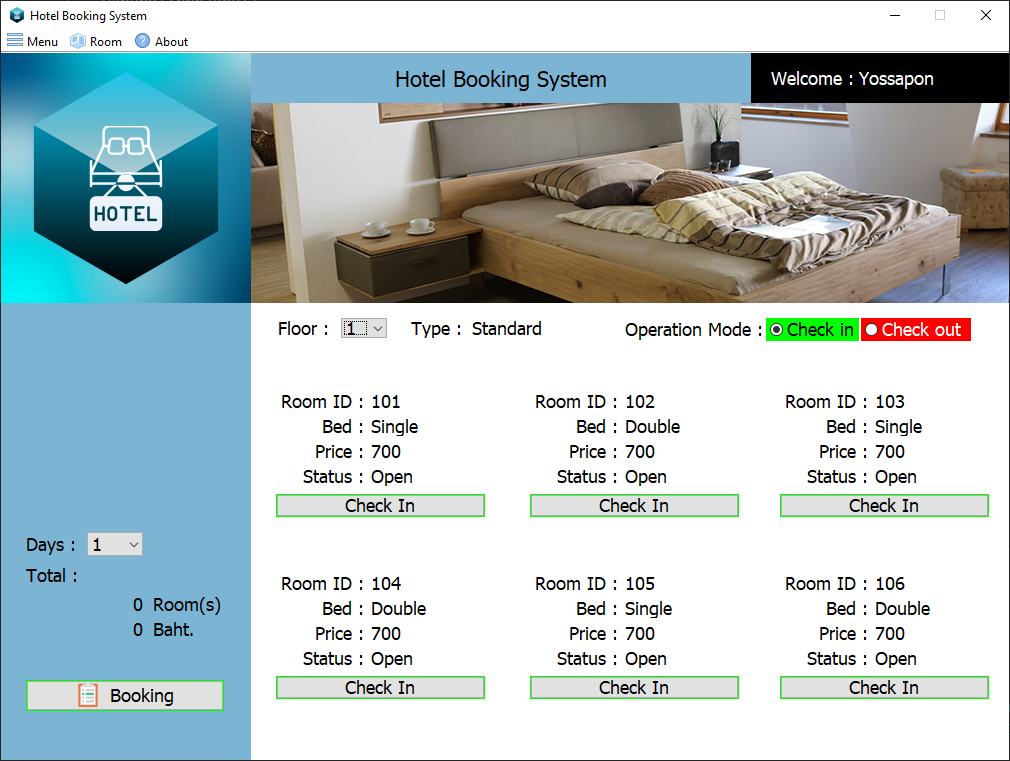 Hotel Booking System
Menu Room About
Hotel Booking System
Welcome : Yossapon
HOTEL
Floor : 1 Type : Standard Operation Mode : Check in Check out
Room ID : 101
Bed : Single
Price : 700
Status : Open
Check In
Room ID : 102
Bed : Double
Price : 700
Status : Open
Check In
Room ID : 103
Bed : Single
Price : 700
Status : Open
Check In
Room ID : 104
Bed : Double
Price : 700
Status : Open
Check In
Room ID : 105
Bed : Single
Price : 700
Status : Open
Check In
Room ID : 106
Bed : Double
Price : 700
Status : Open
Check In
Days : 1
Total :
0 Room(s)
0 Baht.
Booking